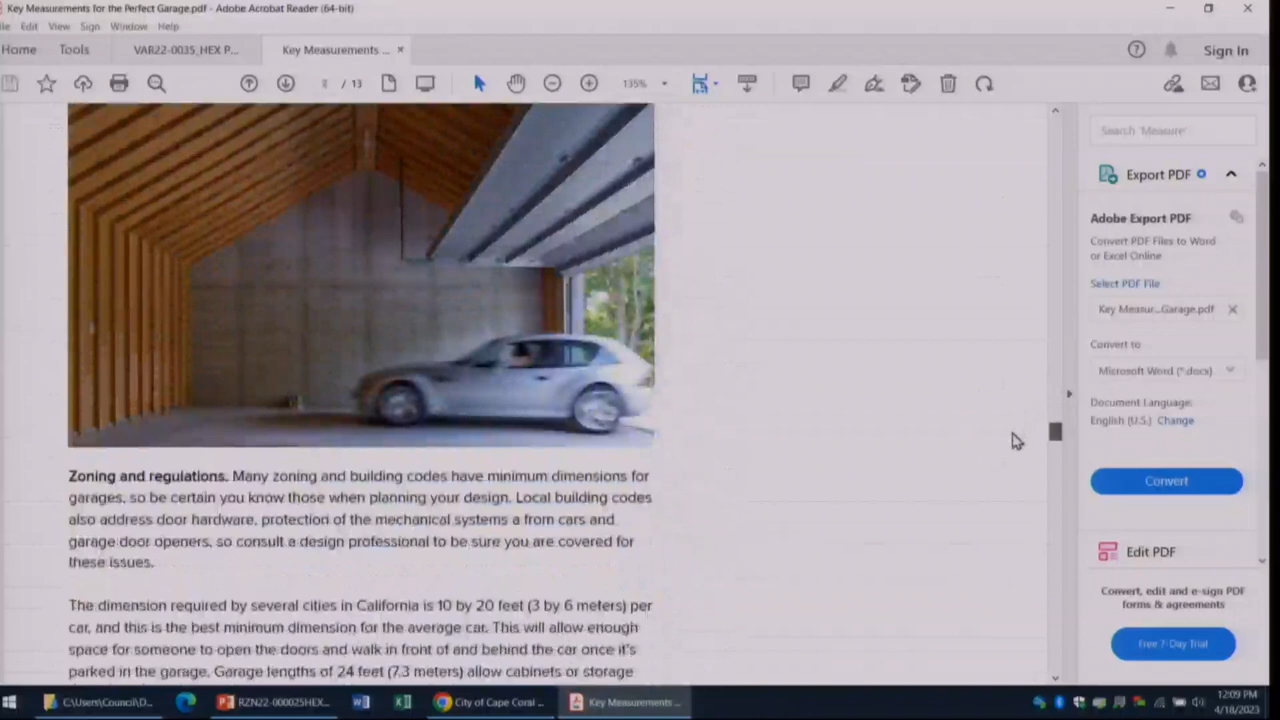 Key Measurements for the Perfect Garage.pdf - Adobe Acrobat Reader (64-bit)
Edit View Sign Window Help
Home Tools VAR22-0035_HEX P... Key Measurements ... × Sign In
/ 13 135%
Search 'Measure'
Export PDF
Adobe Export PDF
Convert PDF Files to Word
or Excel Online
Select PDF File
Key Measur...Garage.pdf
Convert to
Microsoft Word (*.docx)
Document Language:
English (U.S.) Change
Convert
Edit PDF
Convert, edit and e-sign PDF
forms & agreements
Free 7-Day Trial
Zoning and regulations. Many zoning and building codes have minimum dimensions for
garages, so be certain you know those when planning your design. Local building codes
also address door hardware, protection of the mechanical systems a from cars and
garage door openers, so consult a design professional to be sure you are covered for
these issues.
The dimension required by several cities in California is 10 by 20 feet (3 by 6 meters) per
car, and this is the best minimum dimension for the average car. This will allow enough
space for someone to open the doors and walk in front of and behind the car once it's
parked in the garage. Garage lengths of 24 feet (7.3 meters) allow cabinets or storage
C:\Users\Council\D... RZN22-000025HEX... City of Cape Coral ... Key Measurements ...
12:09 PM
4/18/2023